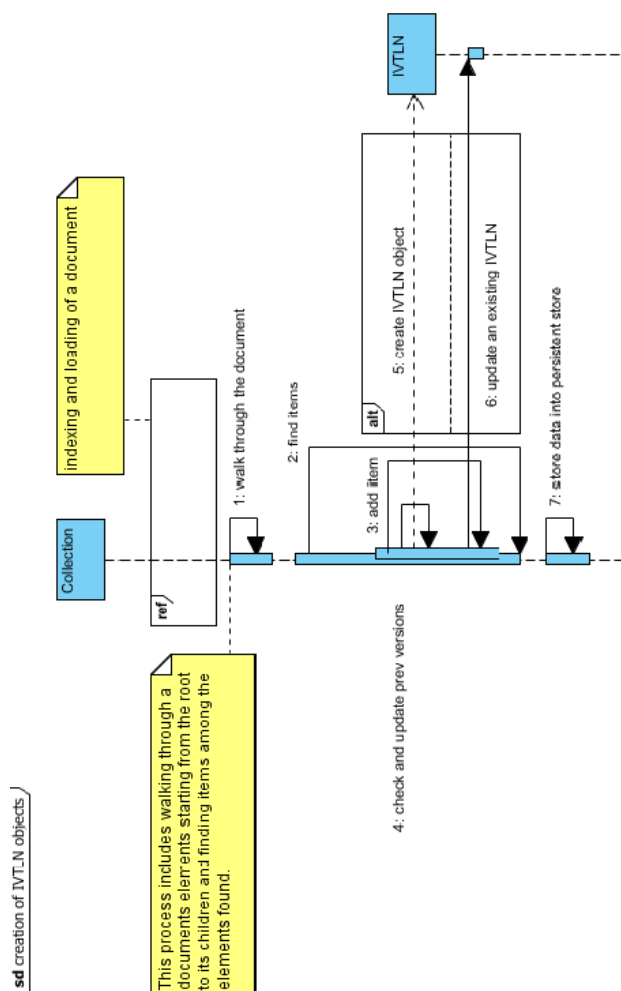 sd creation of IVTLN objects
Collection
IVTLN
indexing and loading of a document
ref
This process includes walking through a
documents elements starting from the root
to its children and finding items among the
elements found.
1: walk through the document
2: find items
3: add iitem
4: check and update prev versions
alt
5: create IVTLN object
6: update an existing IVTLN
7: store data into persistent store